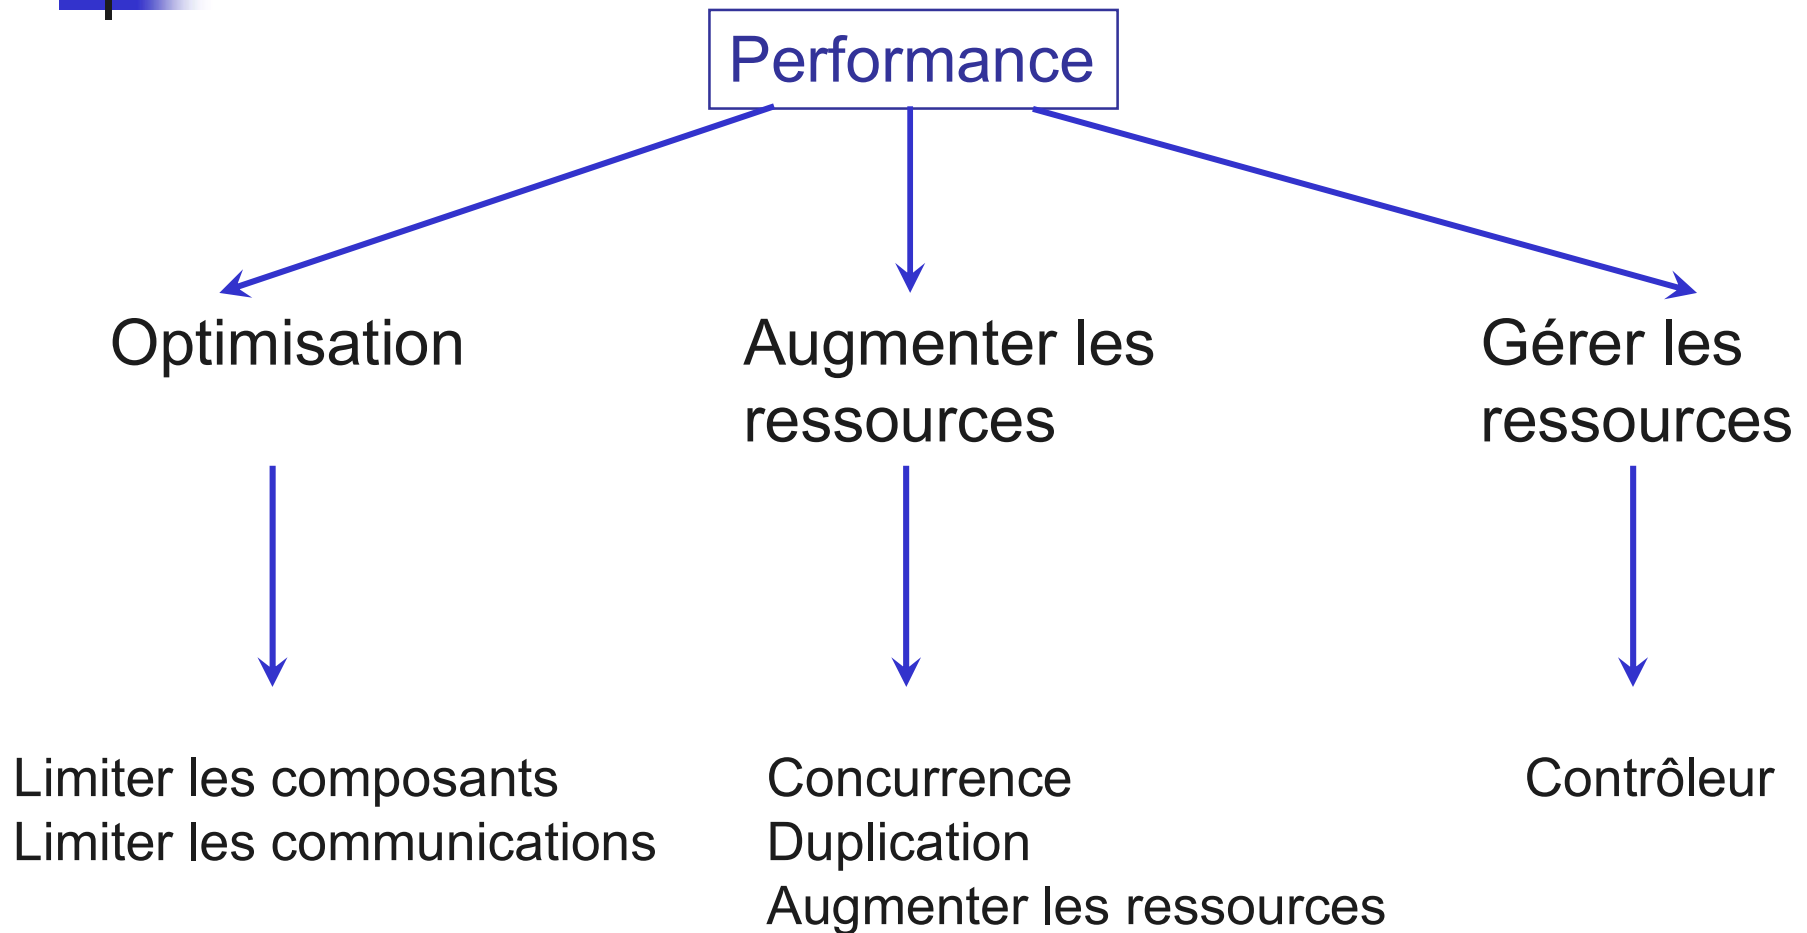 Performance
Optimisation
Augmenter les
ressources
Gérer les
ressources
Limiter les composants
Limiter les communications
Concurrence
Duplication
Augmenter les ressources
Contrôleur